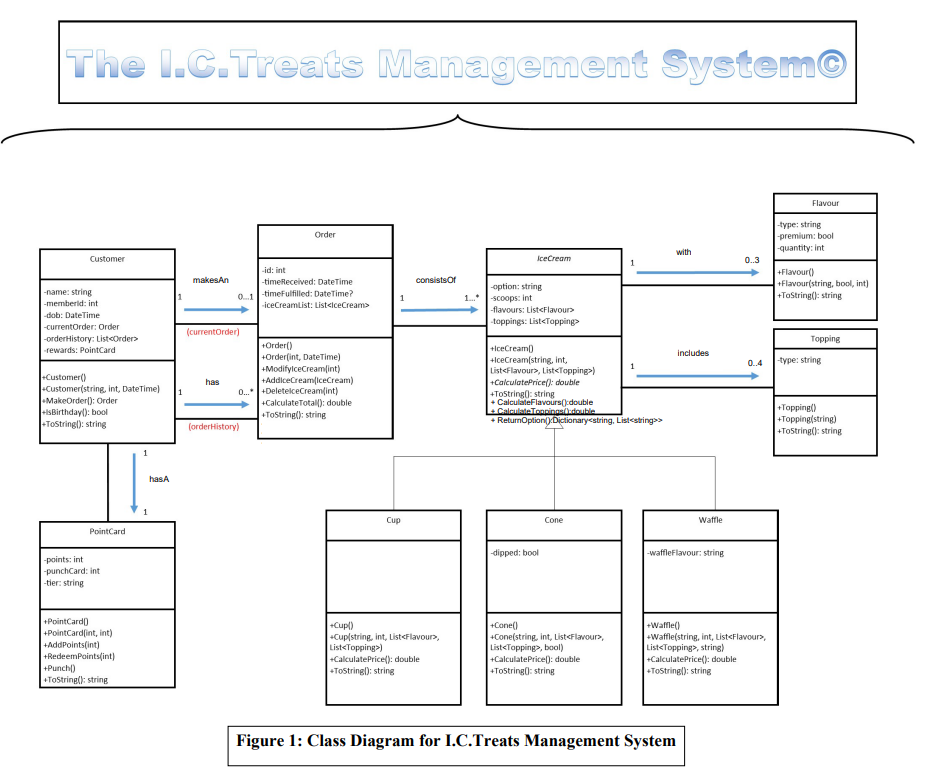 The I.C.Treats Management System©
Flavour
-type: string
-premium: bool
-quantity: int
+Flavour()
+Flavour(string, bool, int)
+ToString(): string
Order
-id: int
-timeReceived: DateTime
-timeFulfilled: DateTime?
-iceCreamList: List<IceCream>
+Order()
+Order(int, DateTime)
+ModifyIceCream(int)
+AddIceCream(IceCream)
+DeleteIceCream(int)
+CalculateTotal(): double
+ToString(): string
Customer
-name: string
-memberId: int
-dob: DateTime
-currentOrder: Order
-orderHistory: List<Order>
-rewards: PointCard
+Customer()
+Customer(string, int, DateTime)
+MakeOrder(): Order
+IsBirthday(): bool
+ToString(): string
makesAn
1
0...1
(currentOrder)
has
1
0...*
(orderHistory)
consistsOf
1
1...*
IceCream
-option: string
-scoops: int
-flavours: List<Flavour>
-toppings: List<Topping>
+IceCream()
+IceCream(string, int,
List<Flavour>, List<Topping>)
+CalculatePrice(): double
+ToString(): string
+ CalculateFlavours():double
+ CalculateToppings():double
+ ReturnOption():Dictionary<string, List<string>>
with
1
0..3
includes
1
0..4
Topping
-type: string
+Topping()
+Topping(string)
+ToString(): string
1
hasA
1
PointCard
-points: int
-punchCard: int
-tier: string
+PointCard()
+PointCard(int, int)
+AddPoints(int)
+RedeemPoints(int)
+Punch()
+ToString(): string
Cup
+Cup()
+Cup(string, int, List<Flavour>,
List<Topping>)
+CalculatePrice(): double
+ToString(): string
Cone
-dipped: bool
+Cone()
+Cone(string, int, List<Flavour>,
List<Topping>, bool)
+CalculatePrice(): double
+ToString(): string
Waffle
-waffleFlavour: string
+Waffle()
+Waffle(string, int, List<Flavour>,
List<Topping>, string)
+CalculatePrice(): double
+ToString(): string
Figure 1: Class Diagram for I.C.Treats Management System